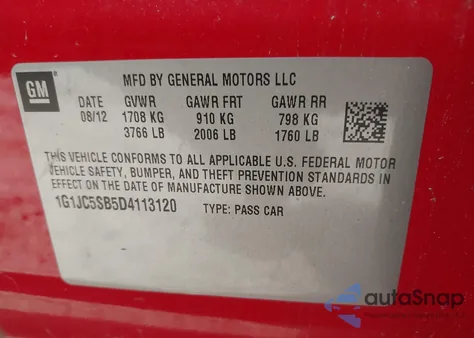 GM
MFD BY GENERAL MOTORS LLC
DATE GVWR GAWR FRT GAWR RR
08/12 1708 KG 910 KG 798 KG
3766 LB 2006 LB 1760 LB
THIS VEHICLE CONFORMS TO ALL APPLICABLE U.S. FEDERAL MOTOR
VEHICLE SAFETY, BUMPER, AND THEFT PREVENTION STANDARDS IN
EFFECT ON THE DATE OF MANUFACTURE SHOWN ABOVE.
1G1JC5SB5D4113120 TYPE: PASS CAR
autoSnap